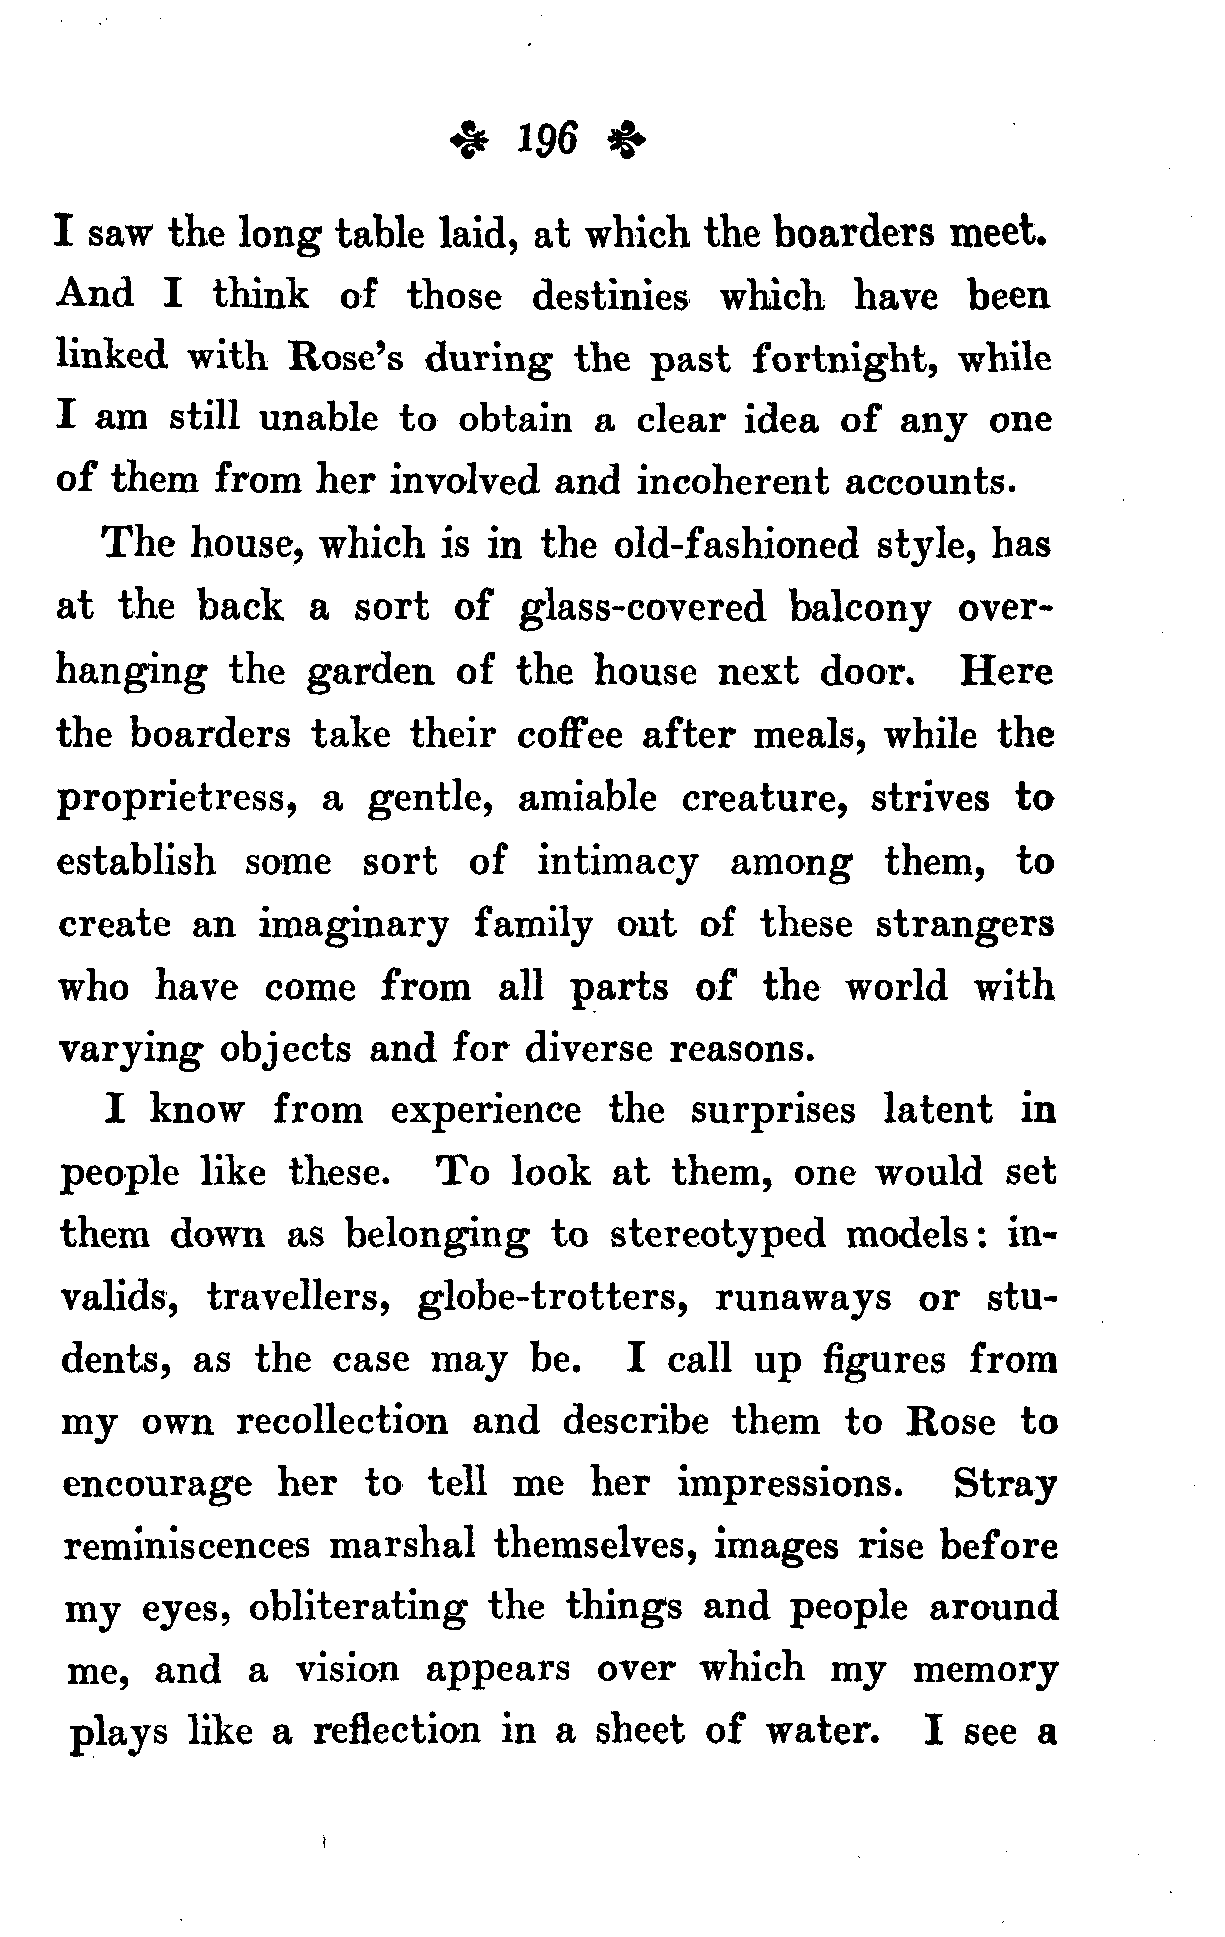 196
I saw the long table laid, at which the boarders meet.
And I think of those destinies which have been
linked with Rose's during the past fortnight, while
I am still unable to obtain a clear idea of any one
of them from her involved and incoherent accounts.
The house, which is in the old-fashioned style, has
at the back a sort of glass-covered balcony over-
hanging the garden of the house next door. Here
the boarders take their coffee after meals, while the
proprietress, a gentle, amiable creature, strives to
establish some sort of intimacy among them, to
create an imaginary family out of these strangers
who have come from all parts of the world with
varying objects and for diverse reasons.
I know from experience the surprises latent in
people like these. To look at them, one would set
them down as belonging to stereotyped models: in-
valids, travellers, globe-trotters, runaways or stu-
dents, as the case may be. I call up figures from
my own recollection and describe them to Rose to
encourage her to tell me her impressions. Stray
reminiscences marshal themselves, images rise before
my eyes, obliterating the things and people around
me, and a vision appears over which my memory
plays like a reflection in a sheet of water. I see a